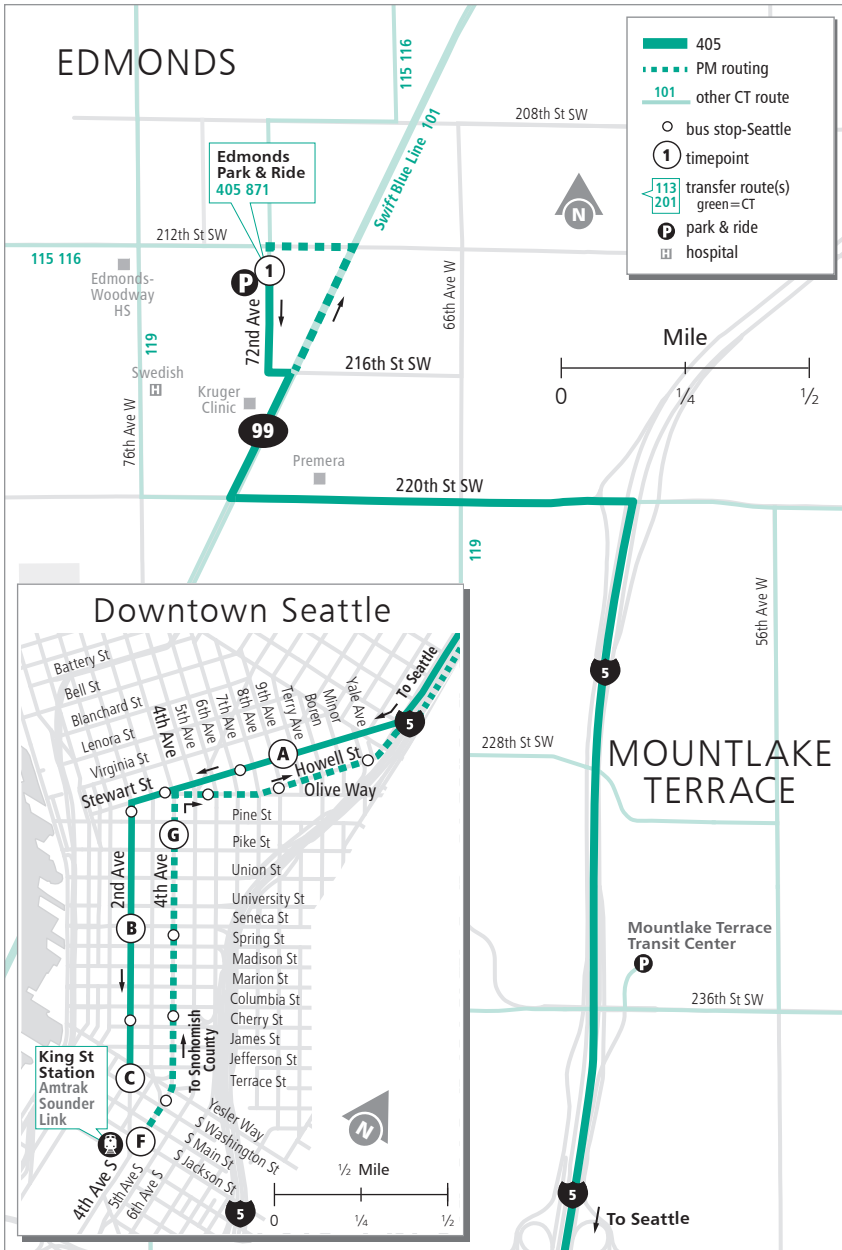 EDMONDS
115 116
Swift Blue Line 101
208th St SW
405
PM routing
101
other CT route
bus stop-Seattle
1
timepoint
113
201
transfer route(s)
green=CT
P
park & ride
H
hospital
N
Edmonds
Park & Ride
405 871
212th St SW
115 116
Edmonds-
Woodway
HS
1
P
72nd Ave
66th Ave W
119
Swedish
H
76th Ave W
Kruger
Clinic
216th St SW
99
Premera
220th St SW
Mile
0
¼
½
119
56th Ave W
5
228th St SW
MOUNTLAKE
TERRACE
Mountlake Terrace
Transit Center
P
236th St SW
5
To Seattle
Downtown Seattle
Battery St
Bell St
Blanchard St
Lenora St
Virginia St
Stewart St
4th Ave
5th Ave
6th Ave
7th Ave
8th Ave
9th Ave
Terry Ave
Boren
Minor
Yale Ave
To Seattle
5
A
Howell St
Olive Way
G
Pine St
Pike St
Union St
University St
Seneca St
Spring St
Madison St
Marion St
Columbia St
Cherry St
James St
Jefferson St
Terrace St
2nd Ave
4th Ave
B
To Snohomish
County
C
King St
Station
Amtrak
Sounder
Link
F
Yesler Way
S Washington St
S Main St
S Jackson St
4th Ave S
5th Ave S
6th Ave S
5
N
½ Mile
0
¼
½